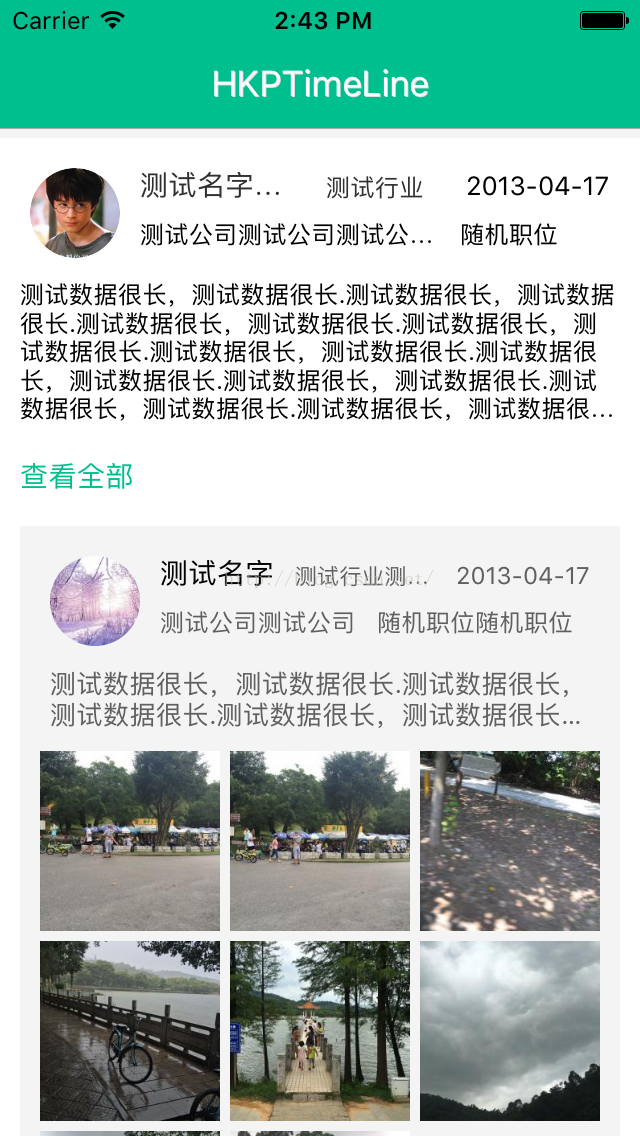 Carrier 2:43 PM
HKPTimeLine
测试名字... 测试行业 2013-04-17
测试公司测试公司测试公... 随机职位
测试数据很长，测试数据很长.测试数据很长，测试数据
很长.测试数据很长，测试数据很长.测试数据很长，测
试数据很长.测试数据很长，测试数据很长.测试数据很
长，测试数据很长.测试数据很长，测试数据很长.测试
数据很长，测试数据很长.测试数据很长，测试数据很...
查看全部
测试名字 测试行业测... 2013-04-17
测试公司测试公司 随机职位随机职位
测试数据很长，测试数据很长.测试数据很长，
测试数据很长.测试数据很长，测试数据很长...